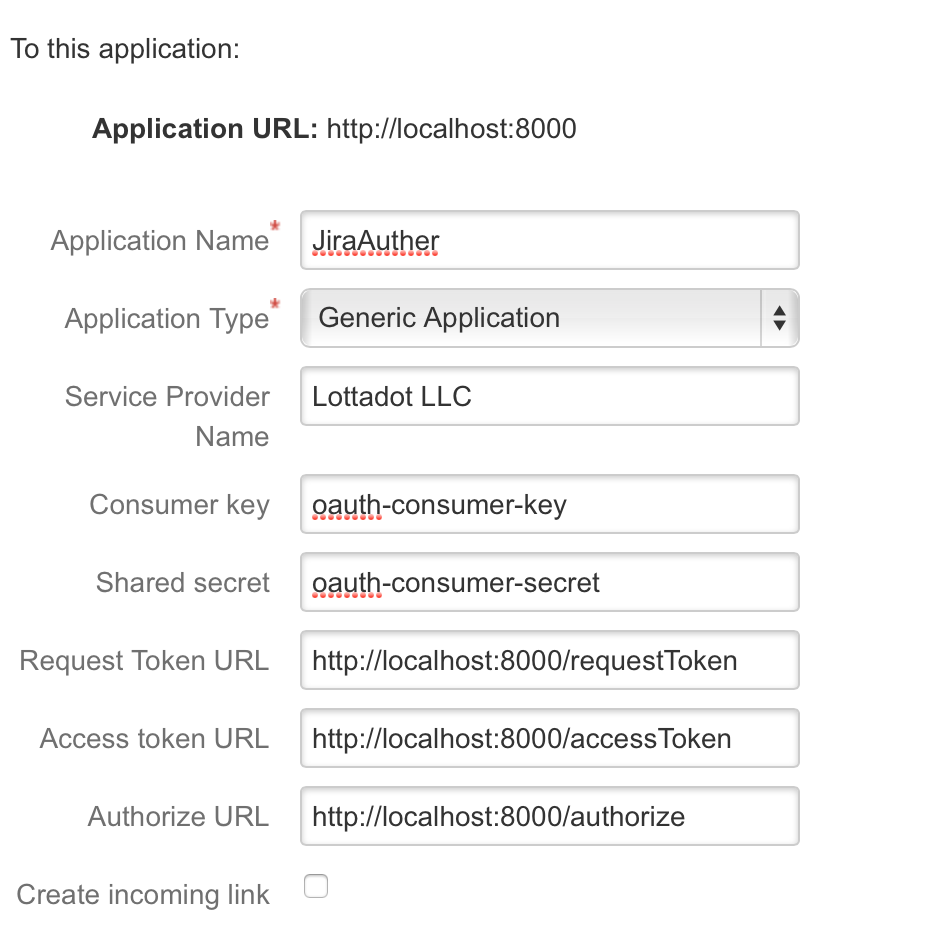 To this application:
Application URL: http://localhost:8000
Application Name* JiraAuther
Application Type* Generic Application
Service Provider Name Lottadot LLC
Consumer key oauth-consumer-key
Shared secret oauth-consumer-secret
Request Token URL http://localhost:8000/requestToken
Access token URL http://localhost:8000/accessToken
Authorize URL http://localhost:8000/authorize
Create incoming link